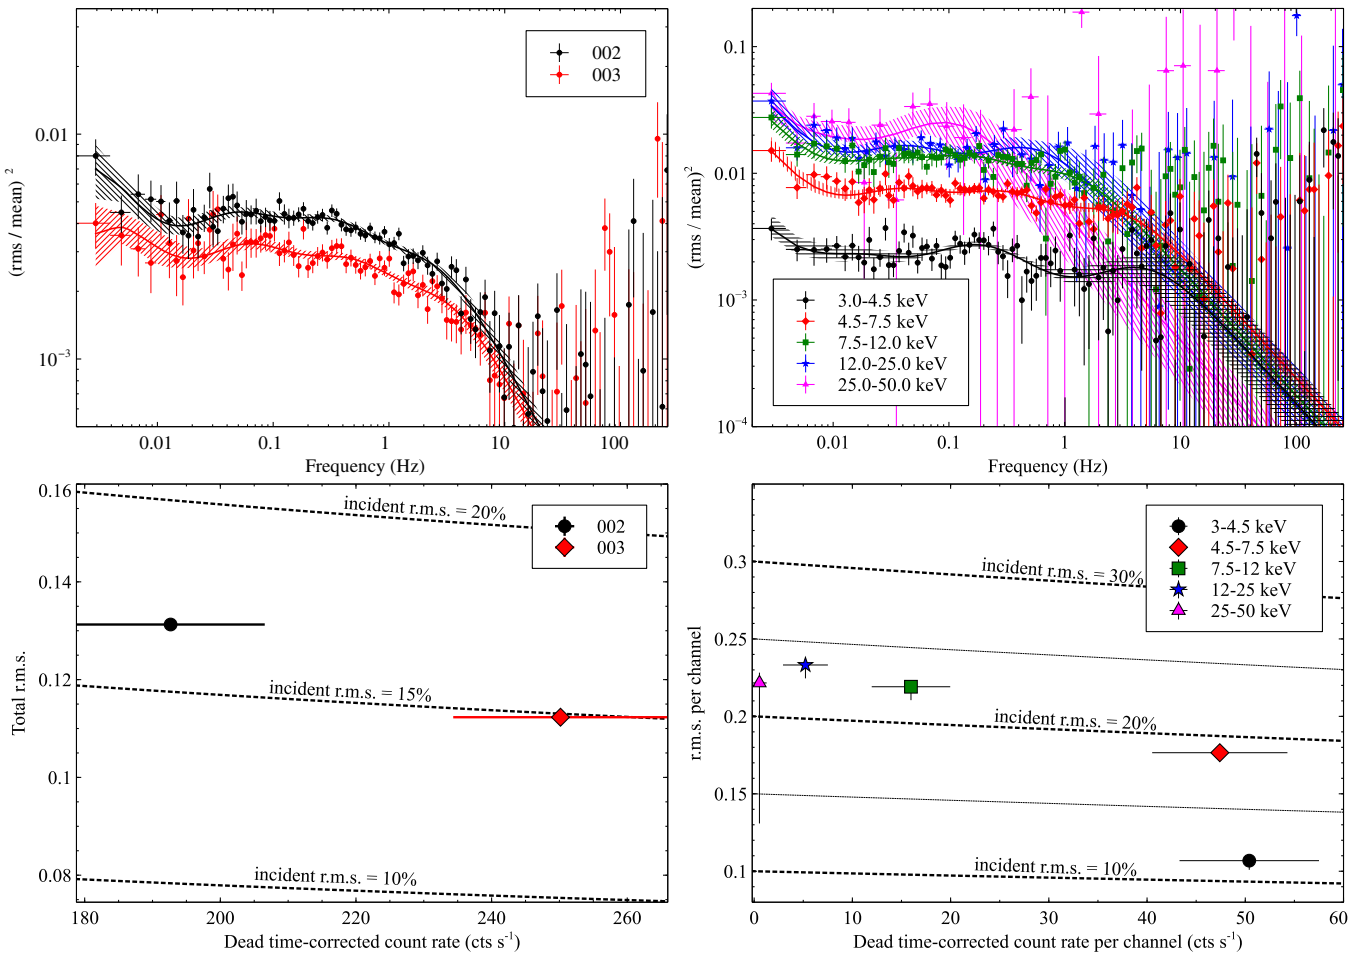 002
003
0.01
10⁻³
(rms / mean)²
0.01
0.1
1
10
100
Frequency (Hz)
0.1
0.01
10⁻³
10⁻⁴
(rms / mean)²
3.0-4.5 keV
4.5-7.5 keV
7.5-12.0 keV
12.0-25.0 keV
25.0-50.0 keV
0.01
0.1
1
10
100
Frequency (Hz)
0.16
0.14
0.12
0.1
0.08
Total r.m.s.
incident r.m.s. = 20%
002
003
incident r.m.s. = 15%
incident r.m.s. = 10%
180
200
220
240
260
Dead time-corrected count rate (cts s⁻¹)
0.3
0.25
0.2
0.15
0.1
r.m.s. per channel
3-4.5 keV
4.5-7.5 keV
7.5-12 keV
12-25 keV
25-50 keV
incident r.m.s. = 30%
incident r.m.s. = 20%
incident r.m.s. = 10%
0
10
20
30
40
50
60
Dead time-corrected count rate per channel (cts s⁻¹)